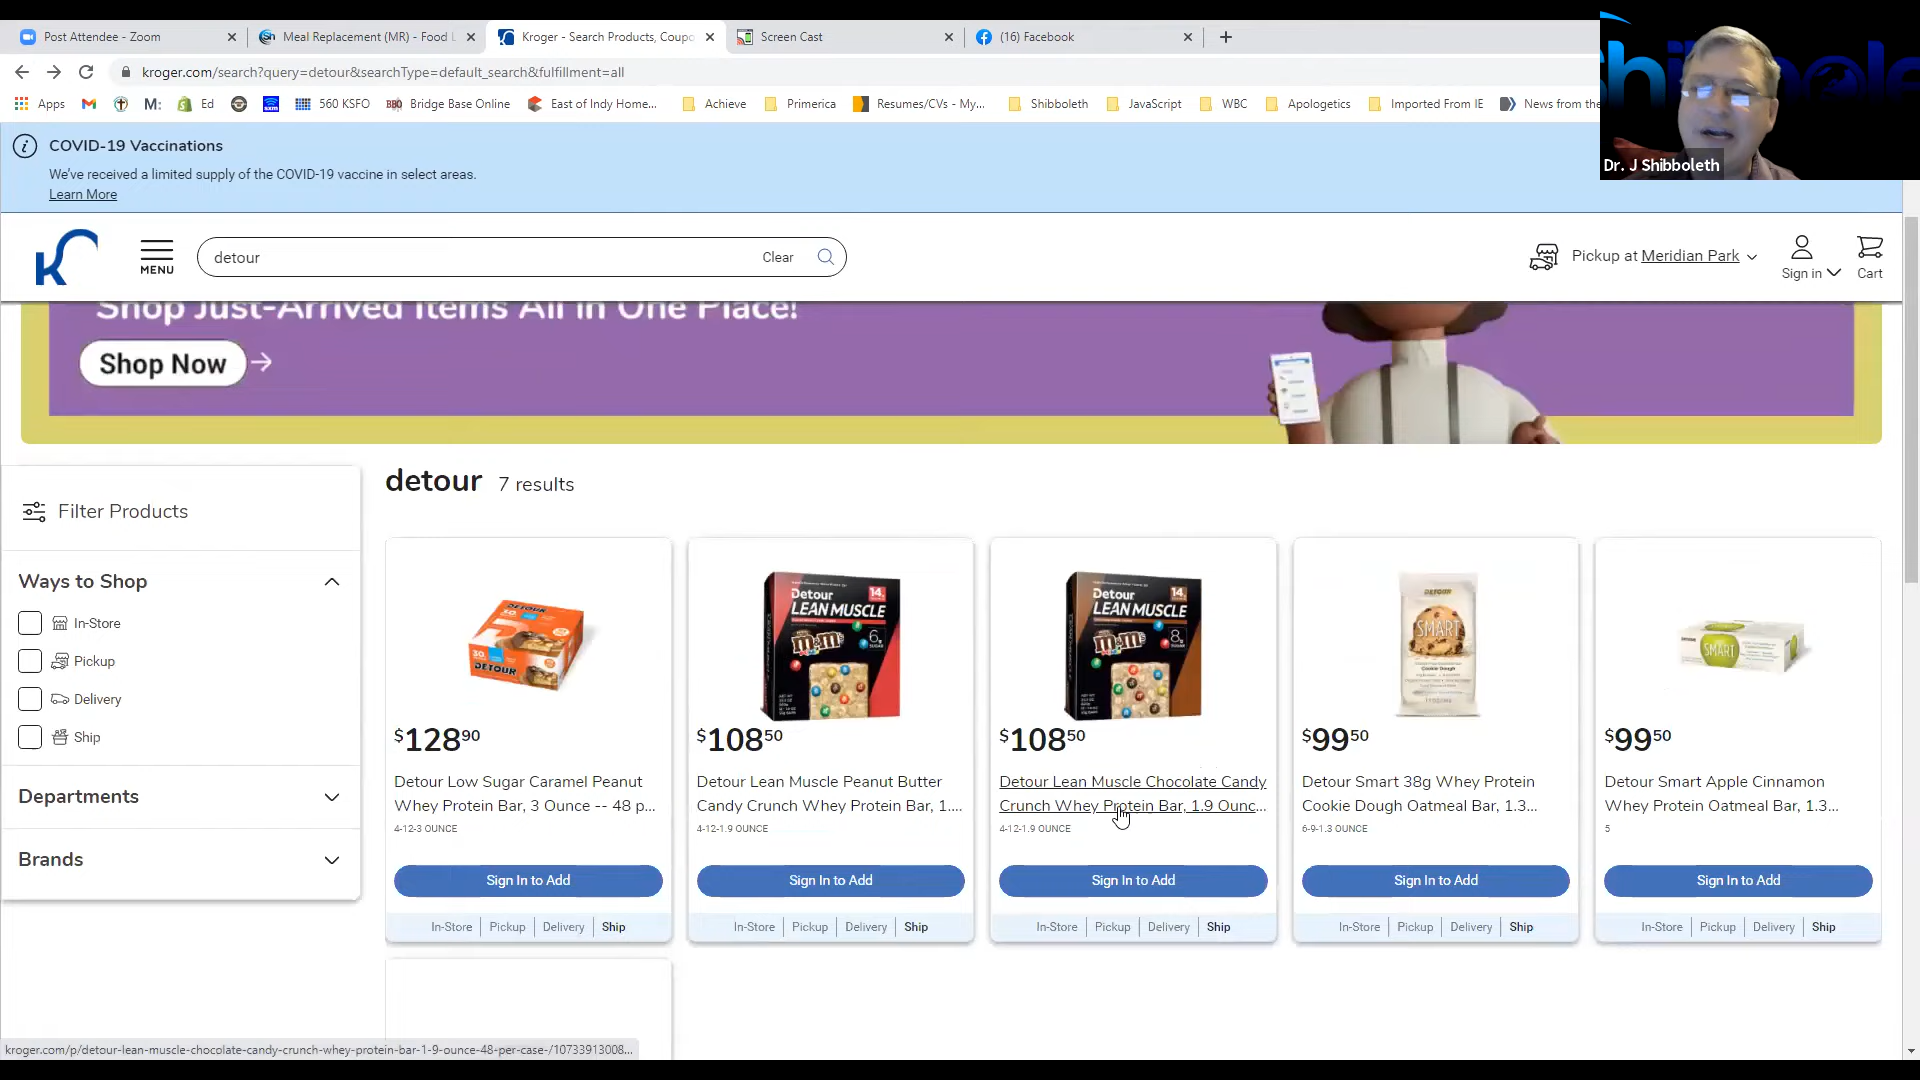 Post Attendee - Zoom
Meal Replacement (MR) - Food L
Kroger - Search Products, Coupo
Screen Cast
(16) Facebook
kroger.com/search?query=detour&searchType=default_search&fulfillment=all
Apps
Ed
560 KSFO
BBO
Bridge Base Online
East of Indy Home...
Achieve
Primerica
Resumes/CVs - My...
Shibboleth
JavaScript
WBC
Apologetics
Imported From IE
News from the
Dr. J Shibboleth
COVID-19 Vaccinations
We've received a limited supply of the COVID-19 vaccine in select areas.
Learn More
MENU
detour
Clear
Pickup at Meridian Park
Sign in
Cart
Shop Just-Arrived Items All in One Place!
Shop Now
detour 7 results
Filter Products
Ways to Shop
In-Store
Pickup
Delivery
Ship
Departments
Brands
DETOUR
30
$128 90
Detour Low Sugar Caramel Peanut
Whey Protein Bar, 3 Ounce -- 48 p...
4-12-3 OUNCE
Sign In to Add
In-Store Pickup Delivery Ship
Detour
LEAN MUSCLE
14
m&m's
6g
SUGAR
$108 50
Detour Lean Muscle Peanut Butter
Candy Crunch Whey Protein Bar, 1....
4-12-1.9 OUNCE
Sign In to Add
In-Store Pickup Delivery Ship
Detour
LEAN MUSCLE
14
m&m's
8g
SUGAR
$108 50
Detour Lean Muscle Chocolate Candy
Crunch Whey Protein Bar, 1.9 Ounc...
4-12-1.9 OUNCE
Sign In to Add
In-Store Pickup Delivery Ship
DETOUR
SMART
Cookie Dough
$99 50
Detour Smart 38g Whey Protein
Cookie Dough Oatmeal Bar, 1.3...
6-9-1.3 OUNCE
Sign In to Add
In-Store Pickup Delivery Ship
SMART
$99 50
Detour Smart Apple Cinnamon
Whey Protein Oatmeal Bar, 1.3...
5
Sign In to Add
In-Store Pickup Delivery Ship
kroger.com/p/detour-lean-muscle-chocolate-candy-crunch-whey-protein-bar-1-9-ounce-48-per-case-/10733913008...